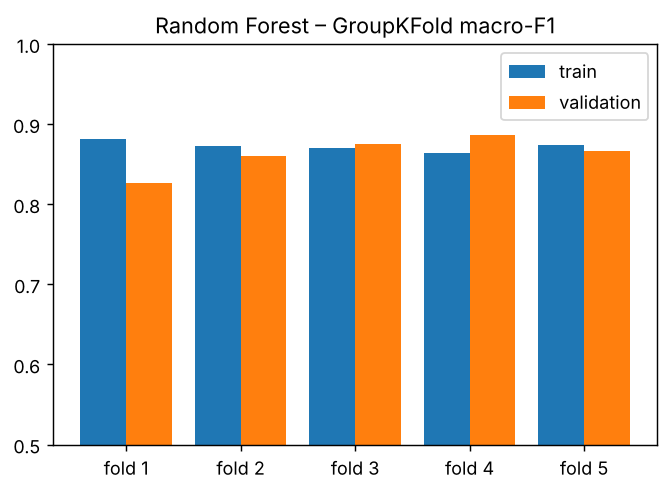 Random Forest – GroupKFold macro-F1
1.0
0.9
0.8
0.7
0.6
0.5
train
validation
fold 1
fold 2
fold 3
fold 4
fold 5